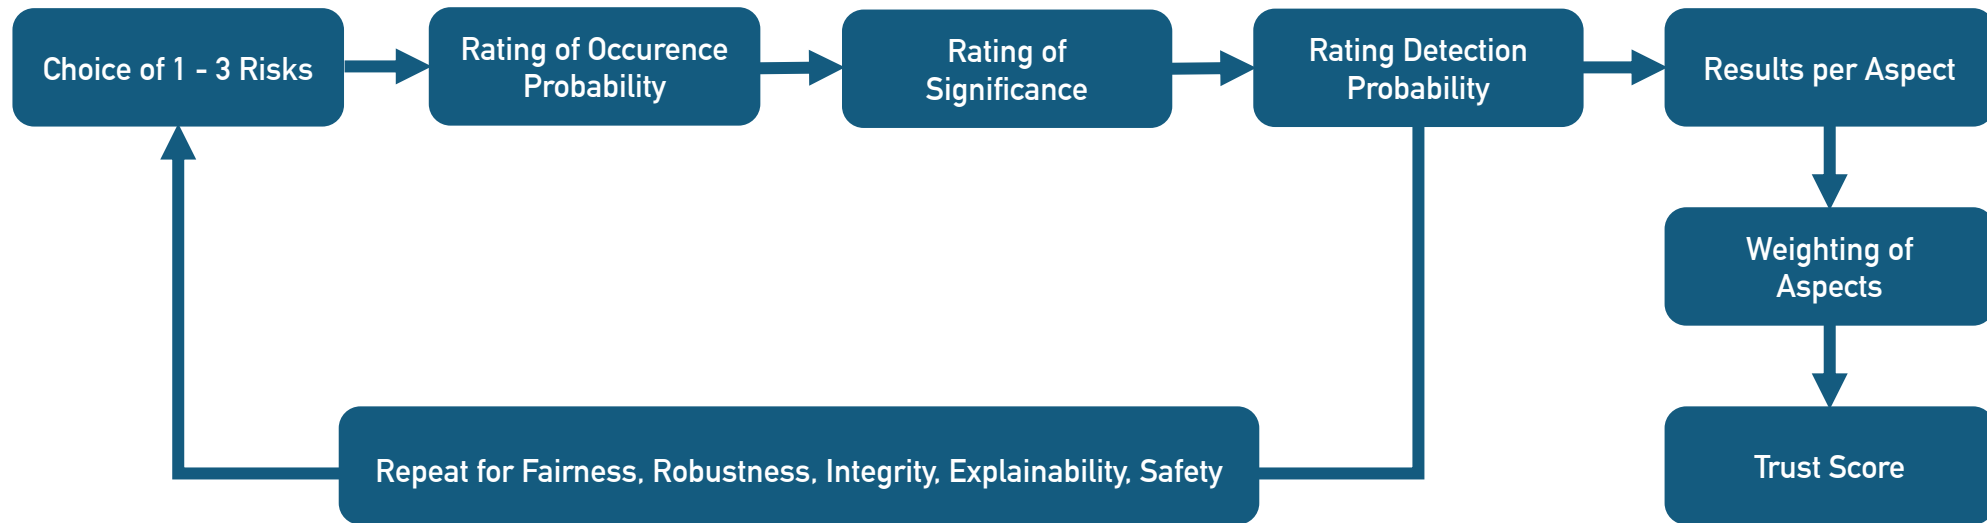 Choice of 1 - 3 Risks
Rating of Occurence
Probability
Rating of
Significance
Rating Detection
Probability
Results per Aspect
Weighting of
Aspects
Repeat for Fairness, Robustness, Integrity, Explainability, Safety
Trust Score